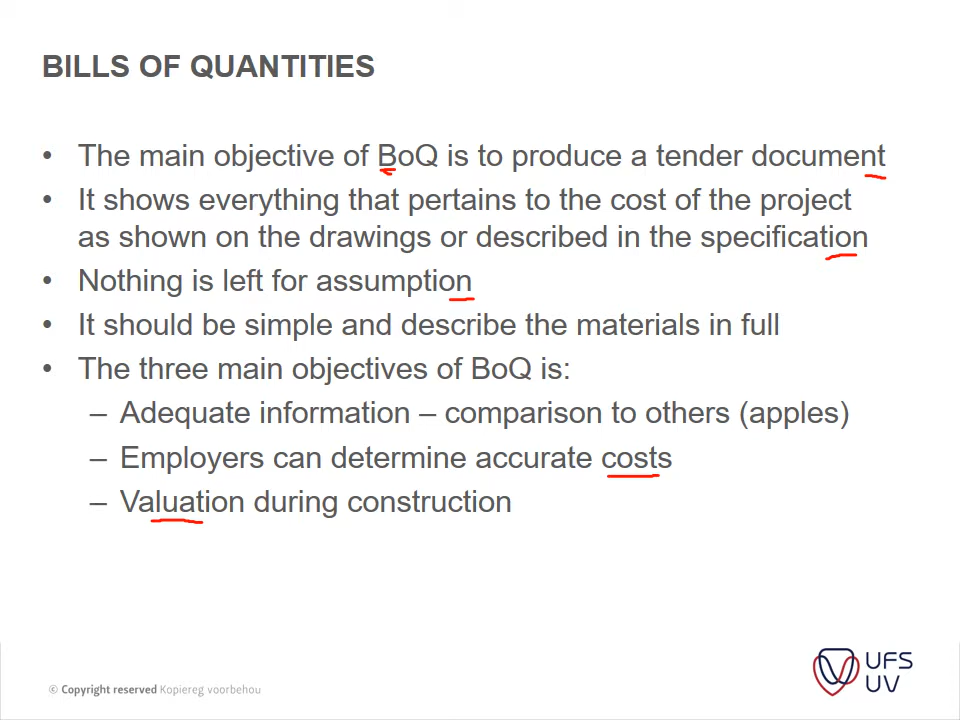 BILLS OF QUANTITIES
• The main objective of BoQ is to produce a tender document
• It shows everything that pertains to the cost of the project
as shown on the drawings or described in the specification
• Nothing is left for assumption
• It should be simple and describe the materials in full
• The three main objectives of BoQ is:
– Adequate information – comparison to others (apples)
– Employers can determine accurate costs
– Valuation during construction
© Copyright reserved Kopiereg voorbehou
UFS
UV